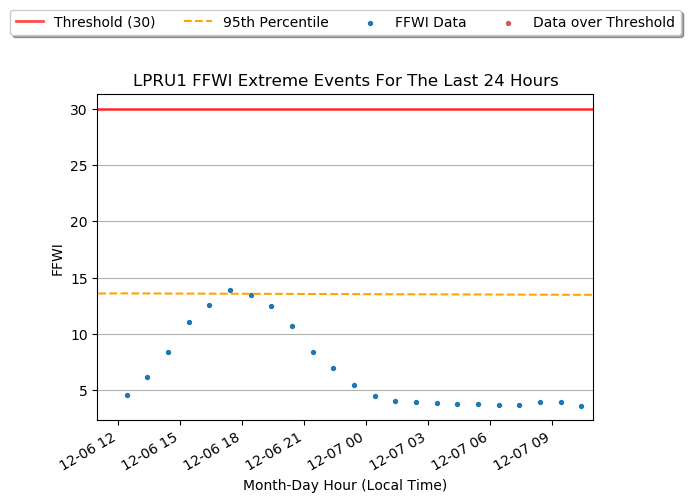 Threshold (30) 95th Percentile FFWI Data Data over Threshold
LPRU1 FFWI Extreme Events For The Last 24 Hours
30
25
20
15
10
5
FFWI
12-06 12 12-06 15 12-06 18 12-06 21 12-07 00 12-07 03 12-07 06 12-07 09
Month-Day Hour (Local Time)